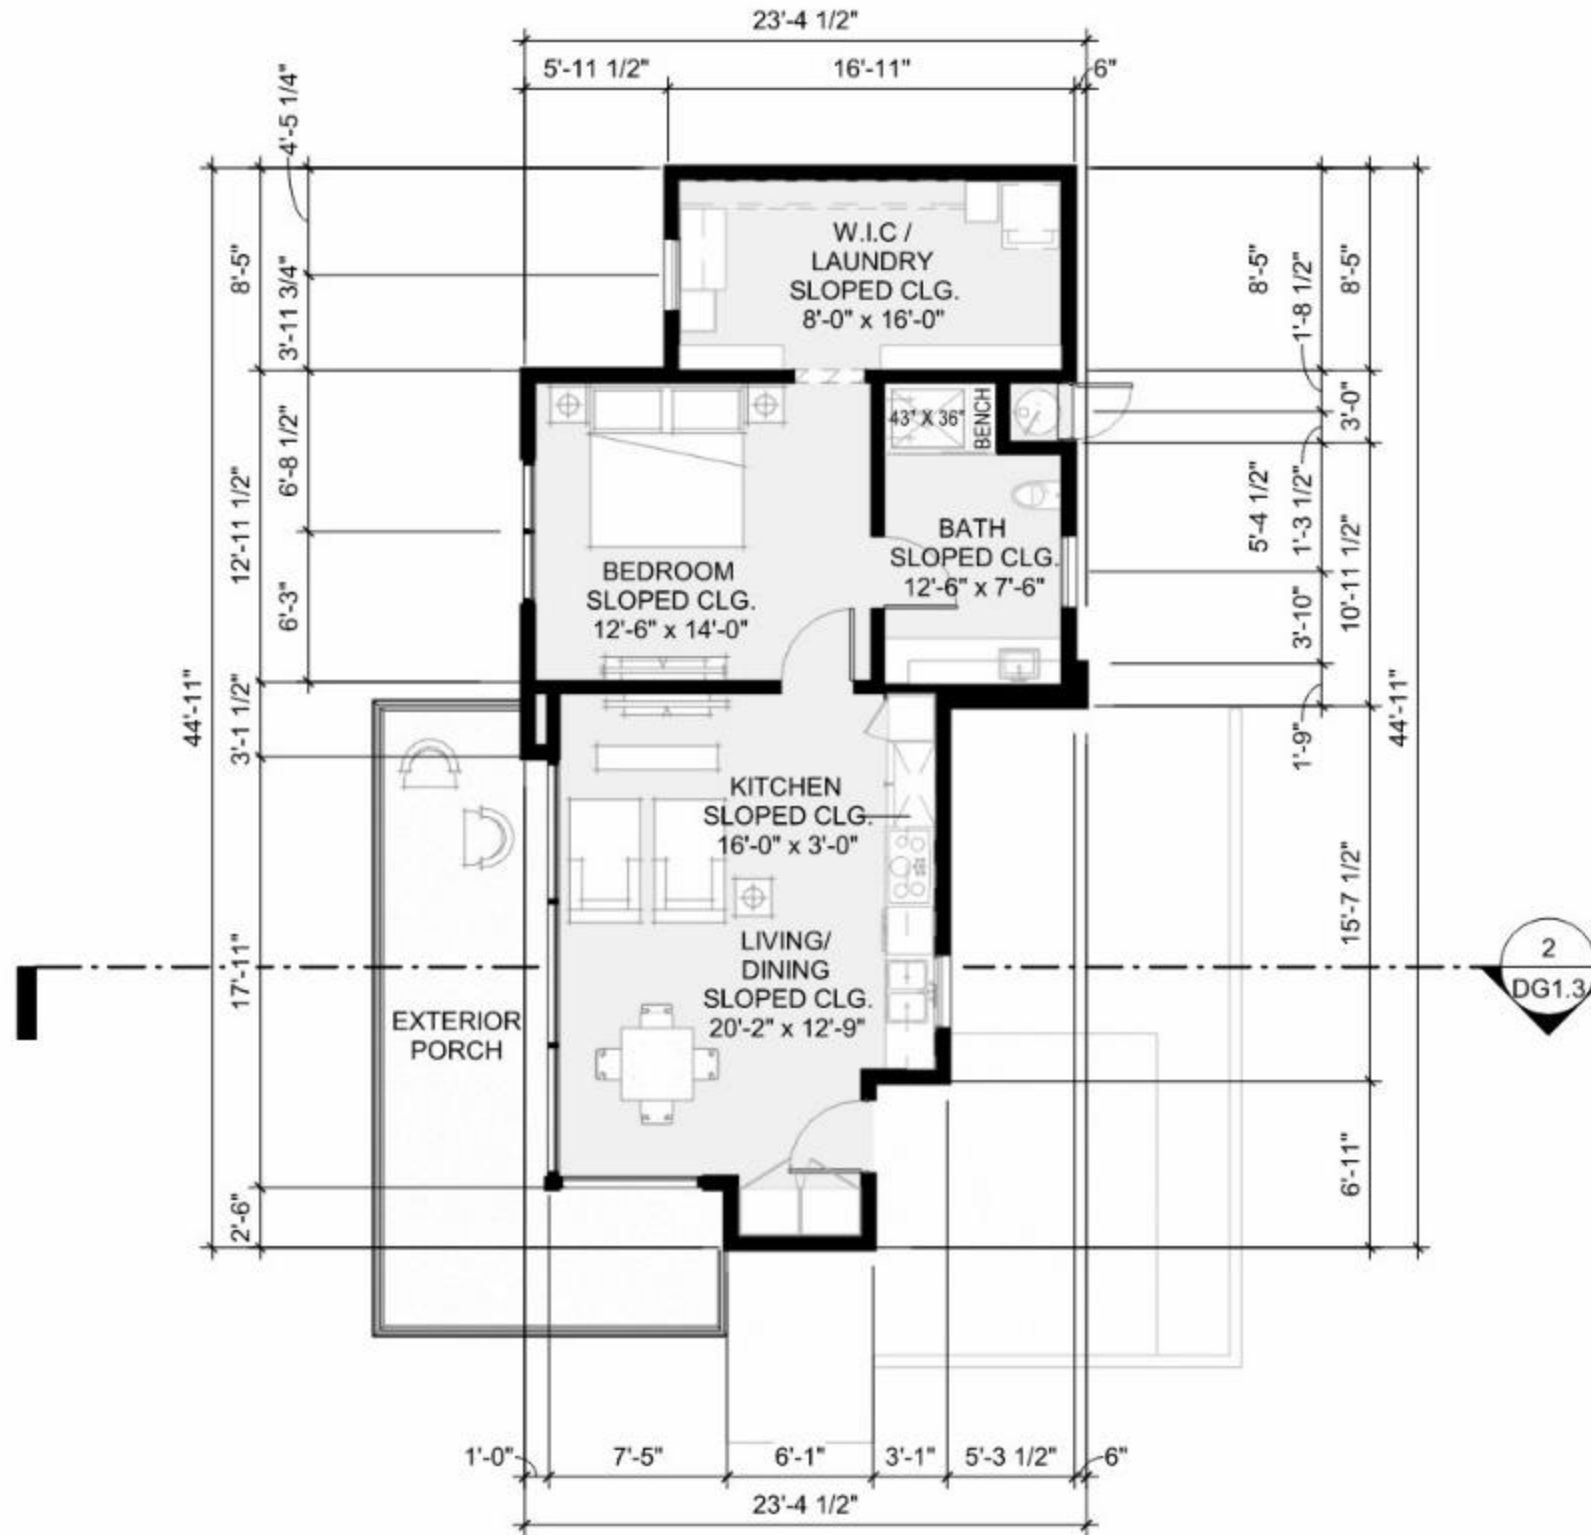 23'-4 1/2"
5'-11 1/2"
16'-11"
6"
4'-5 1/4"
3'-11 3/4"
8'-5"
6'-8 1/2"
12'-11 1/2"
6'-3"
44'-11"
3'-1 1/2"
17'-11"
2'-6"
W.I.C /
LAUNDRY
SLOPED CLG.
8'-0" x 16'-0"
43" X 36"
BENCH
BATH
SLOPED CLG.
12'-6" x 7'-6"
BEDROOM
SLOPED CLG.
12'-6" x 14'-0"
KITCHEN
SLOPED CLG.
16'-0" x 3'-0"
LIVING/
DINING
SLOPED CLG.
20'-2" x 12'-9"
EXTERIOR
PORCH
8'-5"
1'-8 1/2"
8'-5"
3'-0"
5'-4 1/2"
1'-3 1/2"
10'-11 1/2"
3'-10"
1'-9"
44'-11"
15'-7 1/2"
6'-11"
2
DG1.3
1'-0"
7'-5"
6'-1"
3'-1"
5'-3 1/2"
6"
23'-4 1/2"